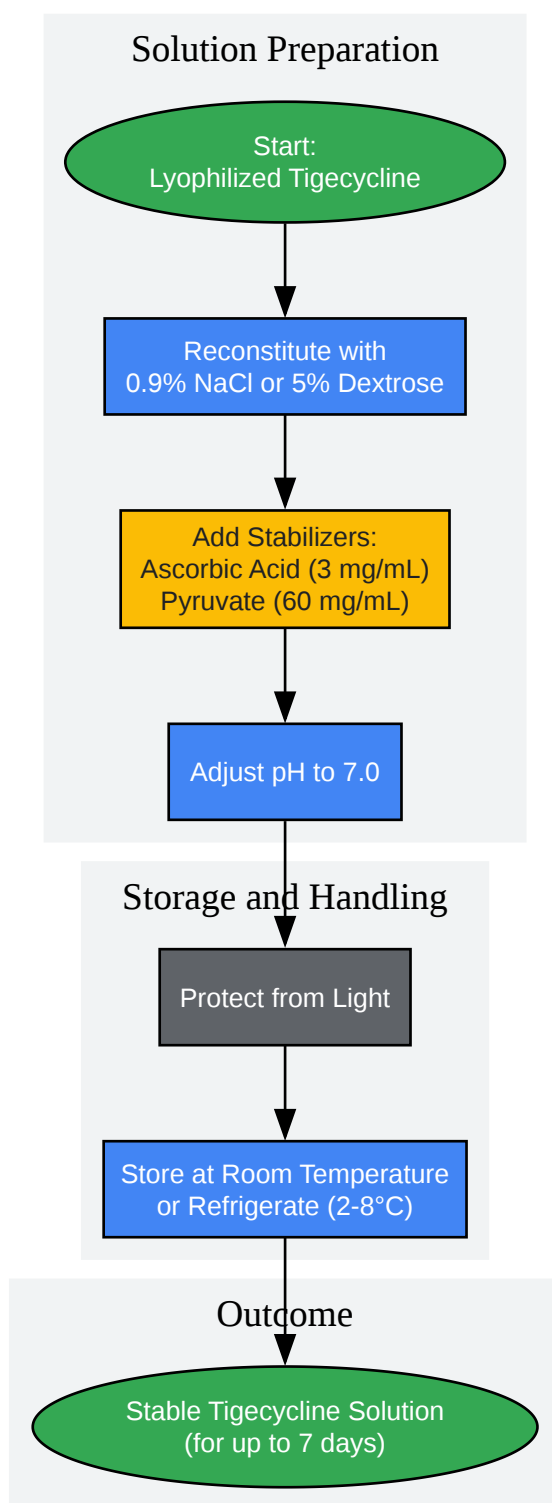 Solution Preparation
Start:
Lyophilized Tigecycline
Reconstitute with
0.9% NaCl or 5% Dextrose
Add Stabilizers:
Ascorbic Acid (3 mg/mL)
Pyruvate (60 mg/mL)
Adjust pH to 7.0
Storage and Handling
Protect from Light
Store at Room Temperature
or Refrigerate (2-8°C)
Outcome
Stable Tigecycline Solution
(for up to 7 days)